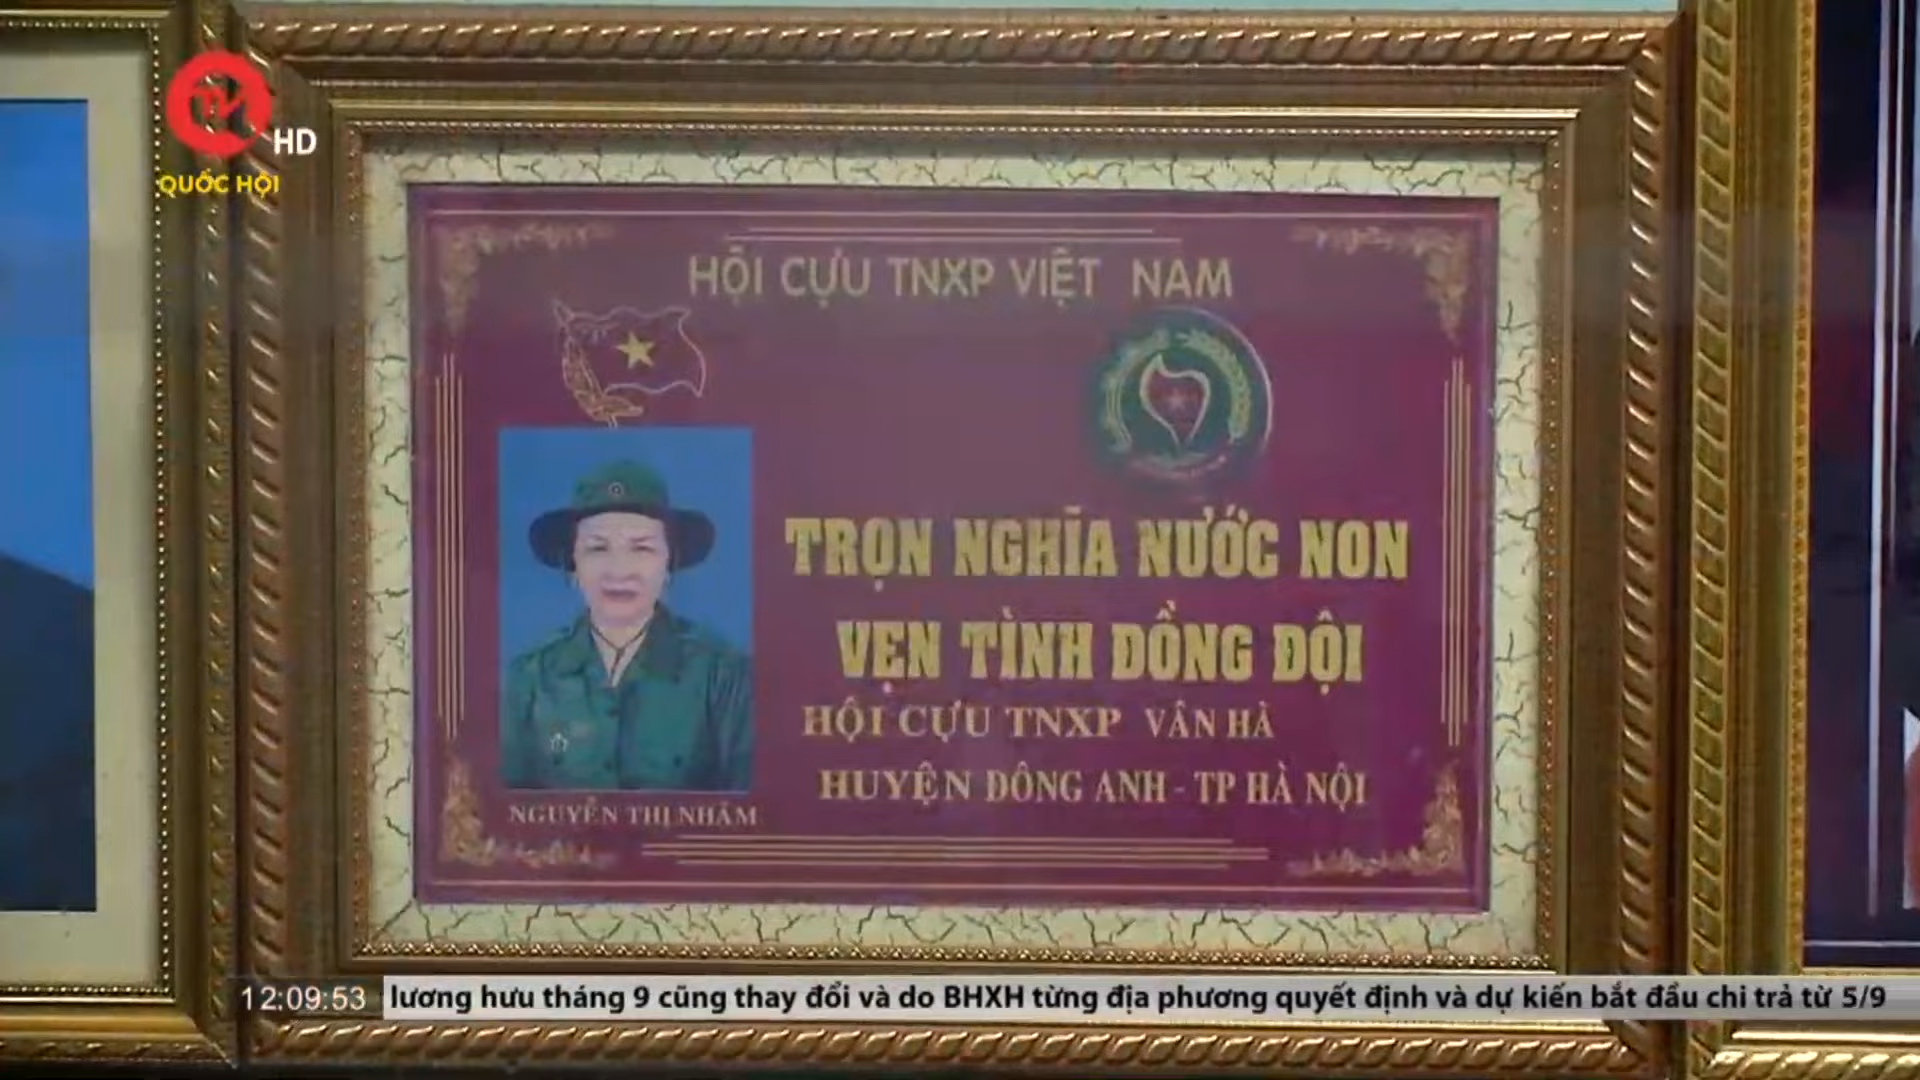 HD
QUỐC HỘI
HỘI CỰU TNXP VIỆT NAM
TRỌN NGHĨA NƯỚC NON
VẸN TÌNH ĐỒNG ĐỘI
HỘI CỰU TNXP VÂN HÀ
HUYỆN ĐÔNG ANH - TP HÀ NỘI
NGUYỄN THỊ NHÂM
12:09:53 lương hưu tháng 9 cũng thay đổi và do BHXH từng địa phương quyết định và dự kiến bắt đầu chi trả từ 5/9